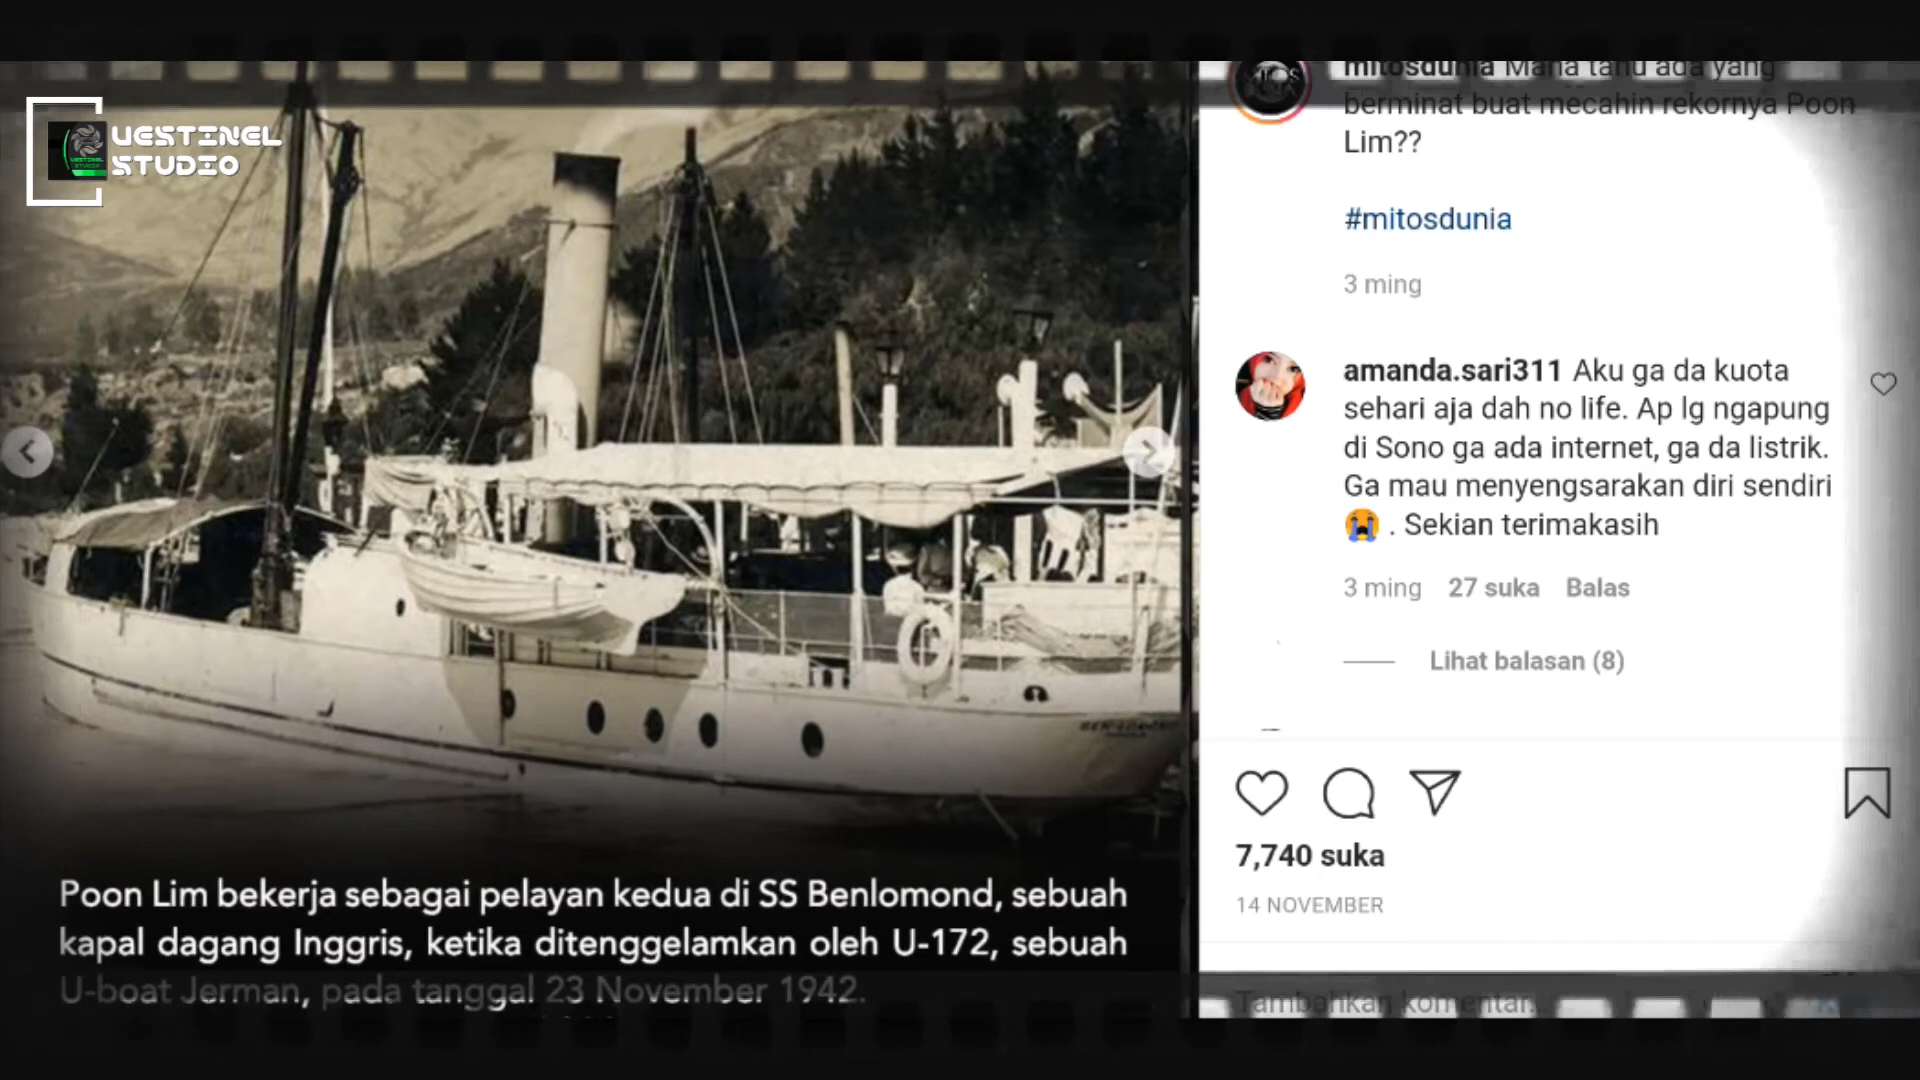 VESTINEL
STUDIO
Poon Lim bekerja sebagai pelayan kedua di SS Benlomond, sebuah
kapal dagang Inggris, ketika ditenggelamkan oleh U-172, sebuah
U-boat Jerman, pada tanggal 23 November 1942.
mitosdunia Mana tahu ada yang
berminat buat mecahin rekornya Poon
Lim??
#mitosdunia
3 ming
amanda.sari311 Aku ga da kuota
sehari aja dah no life. Ap lg ngapung
di Sono ga ada internet, ga da listrik.
Ga mau menyengsarakan diri sendiri
😭 . Sekian terimakasih
3 ming 27 suka Balas
Lihat balasan (8)
7,740 suka
14 NOVEMBER
Tambahkan komentar...